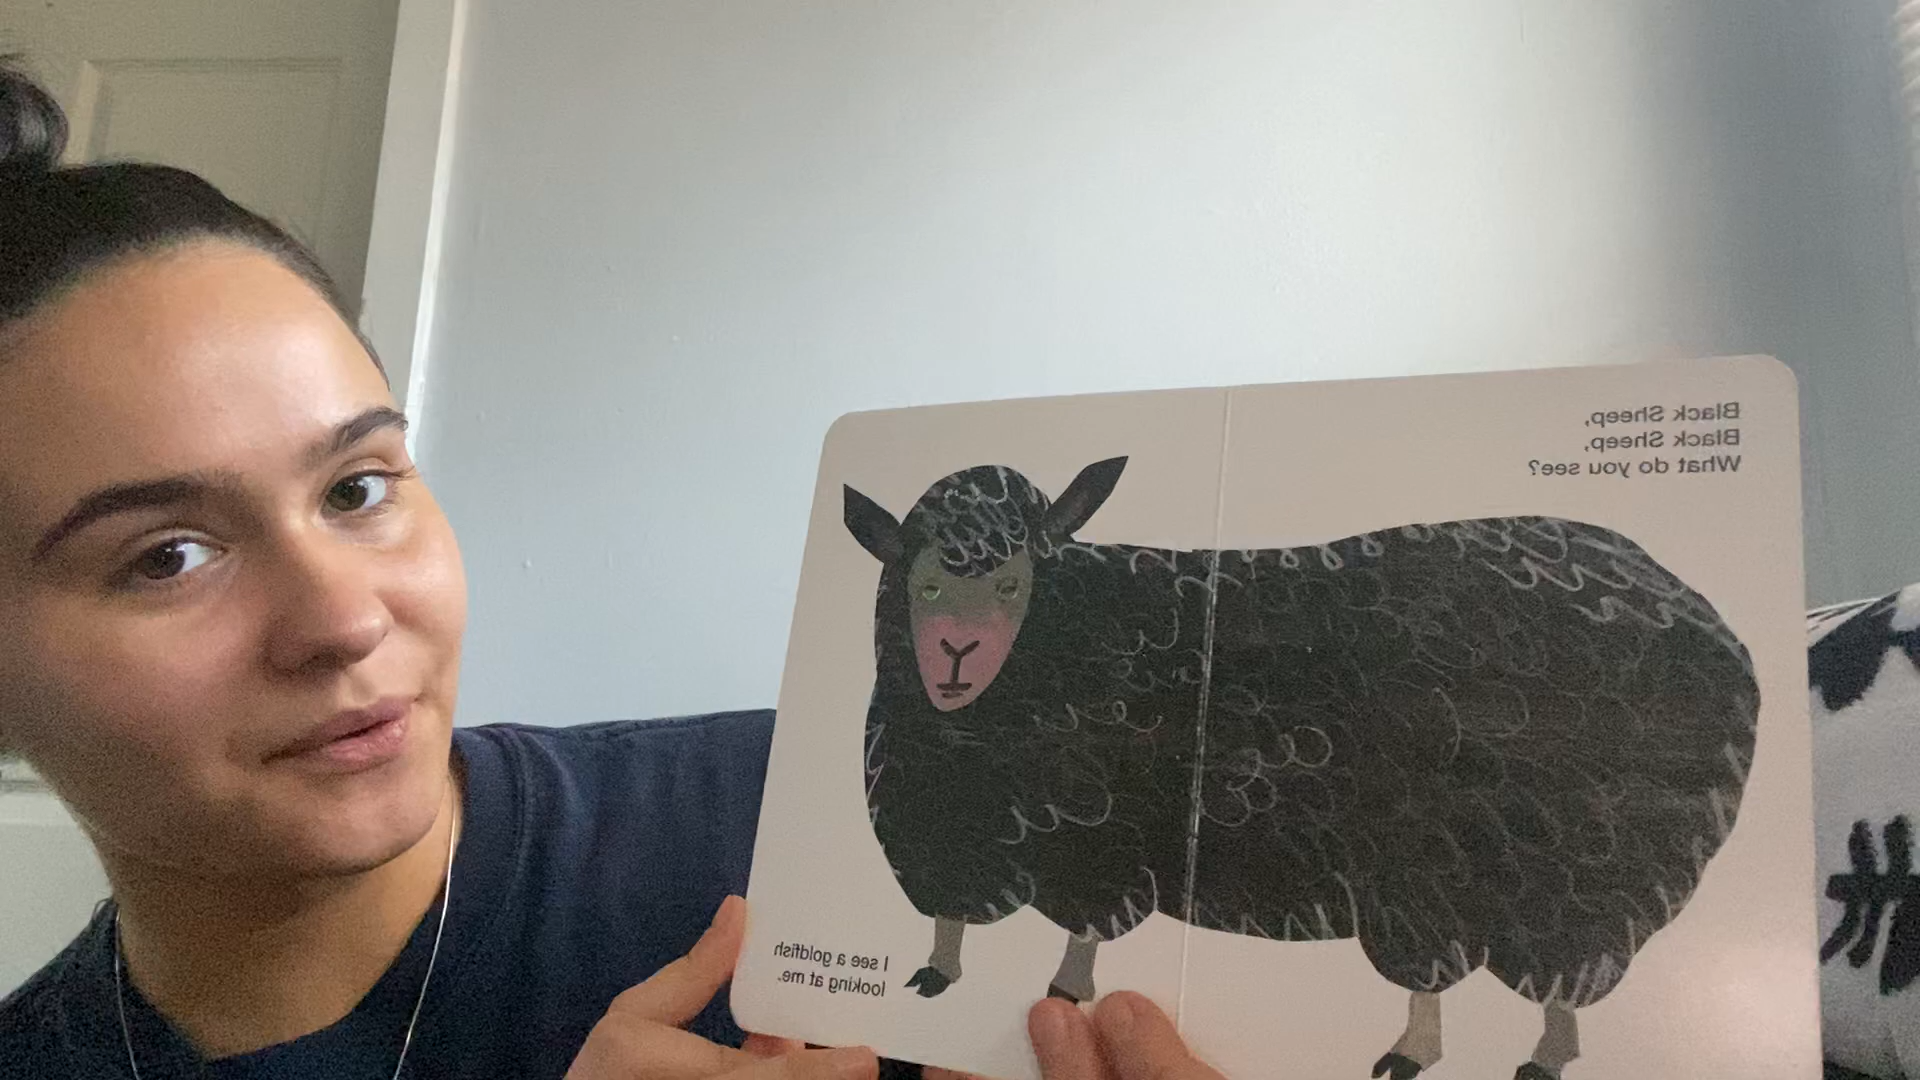 Black Sheep,
Black Sheep,
What do you see?
I see a goldfish
looking at me.